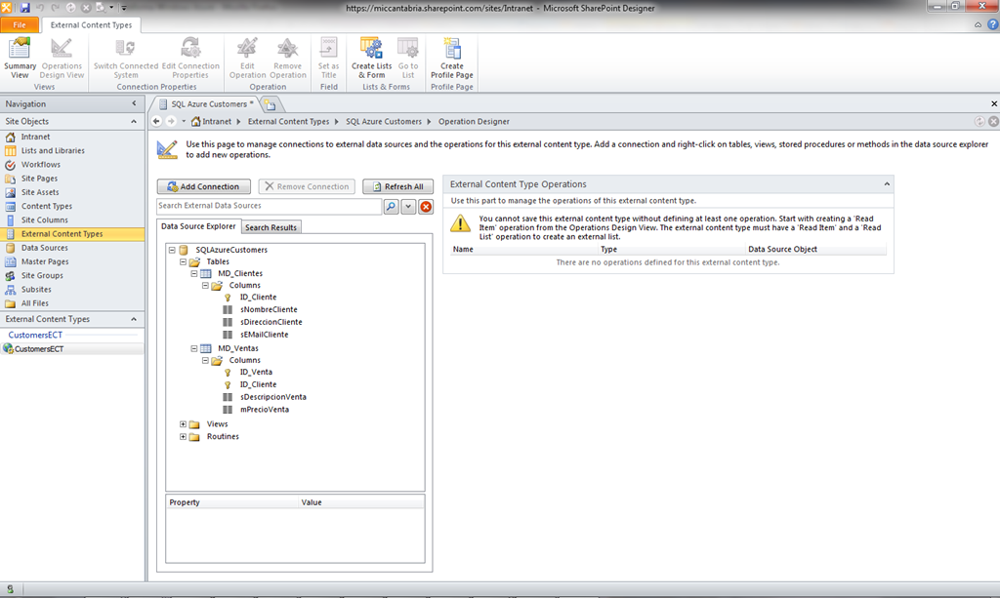 https://miccantabria.sharepoint.com/sites/Intranet - Microsoft SharePoint Designer
File
External Content Types
Summary View
Operations Design View
Views
Switch Connected System
Edit Connection Properties
Connection Properties
Edit Operation
Remove Operation
Operation
Set as Title
Field
Create Lists & Form
Go to List
Lists & Forms
Create Profile Page
Profile Page
Navigation
Site Objects
Intranet
Lists and Libraries
Workflows
Site Pages
Site Assets
Content Types
Site Columns
External Content Types
Data Sources
Master Pages
Site Groups
Subsites
All Files
External Content Types
CustomersECT
CustomersECT
SQL Azure Customers *
Intranet
External Content Types
SQL Azure Customers
Operation Designer
Use this page to manage connections to external data sources and the operations for this external content type. Add a connection and right-click on tables, views, stored procedures or methods in the data source explorer
to add new operations.
Add Connection
Remove Connection
Refresh All
Search External Data Sources
Data Source Explorer
Search Results
SQLAzureCustomers
Tables
MD_Clientes
Columns
ID_Cliente
sNombreCliente
sDireccionCliente
sEMailCliente
MD_Ventas
Columns
ID_Venta
ID_Cliente
sDescripcionVenta
mPrecioVenta
Views
Routines
Property Value
External Content Type Operations
Use this part to manage the operations of this external content type.
You cannot save this external content type without defining at least one operation. Start with creating a 'Read
Item' operation from the Operations Design View. The external content type must have a 'Read Item' and a 'Read
List' operation to create an external list.
Name Type Data Source Object
There are no operations defined for this external content type.